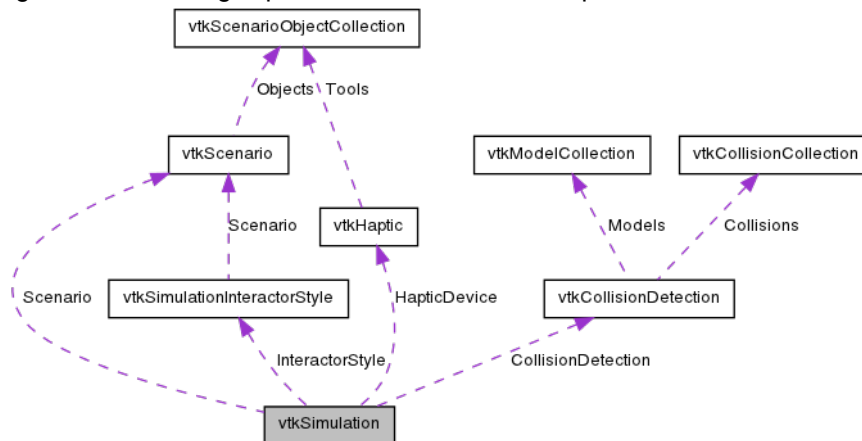 vtkScenarioObjectCollection
Objects Tools
vtkScenario
vtkModelCollection
vtkCollisionCollection
Scenario
vtkHaptic
Models
Collisions
Scenario
vtkSimulationInteractorStyle
HapticDevice
vtkCollisionDetection
InteractorStyle
CollisionDetection
vtkSimulation